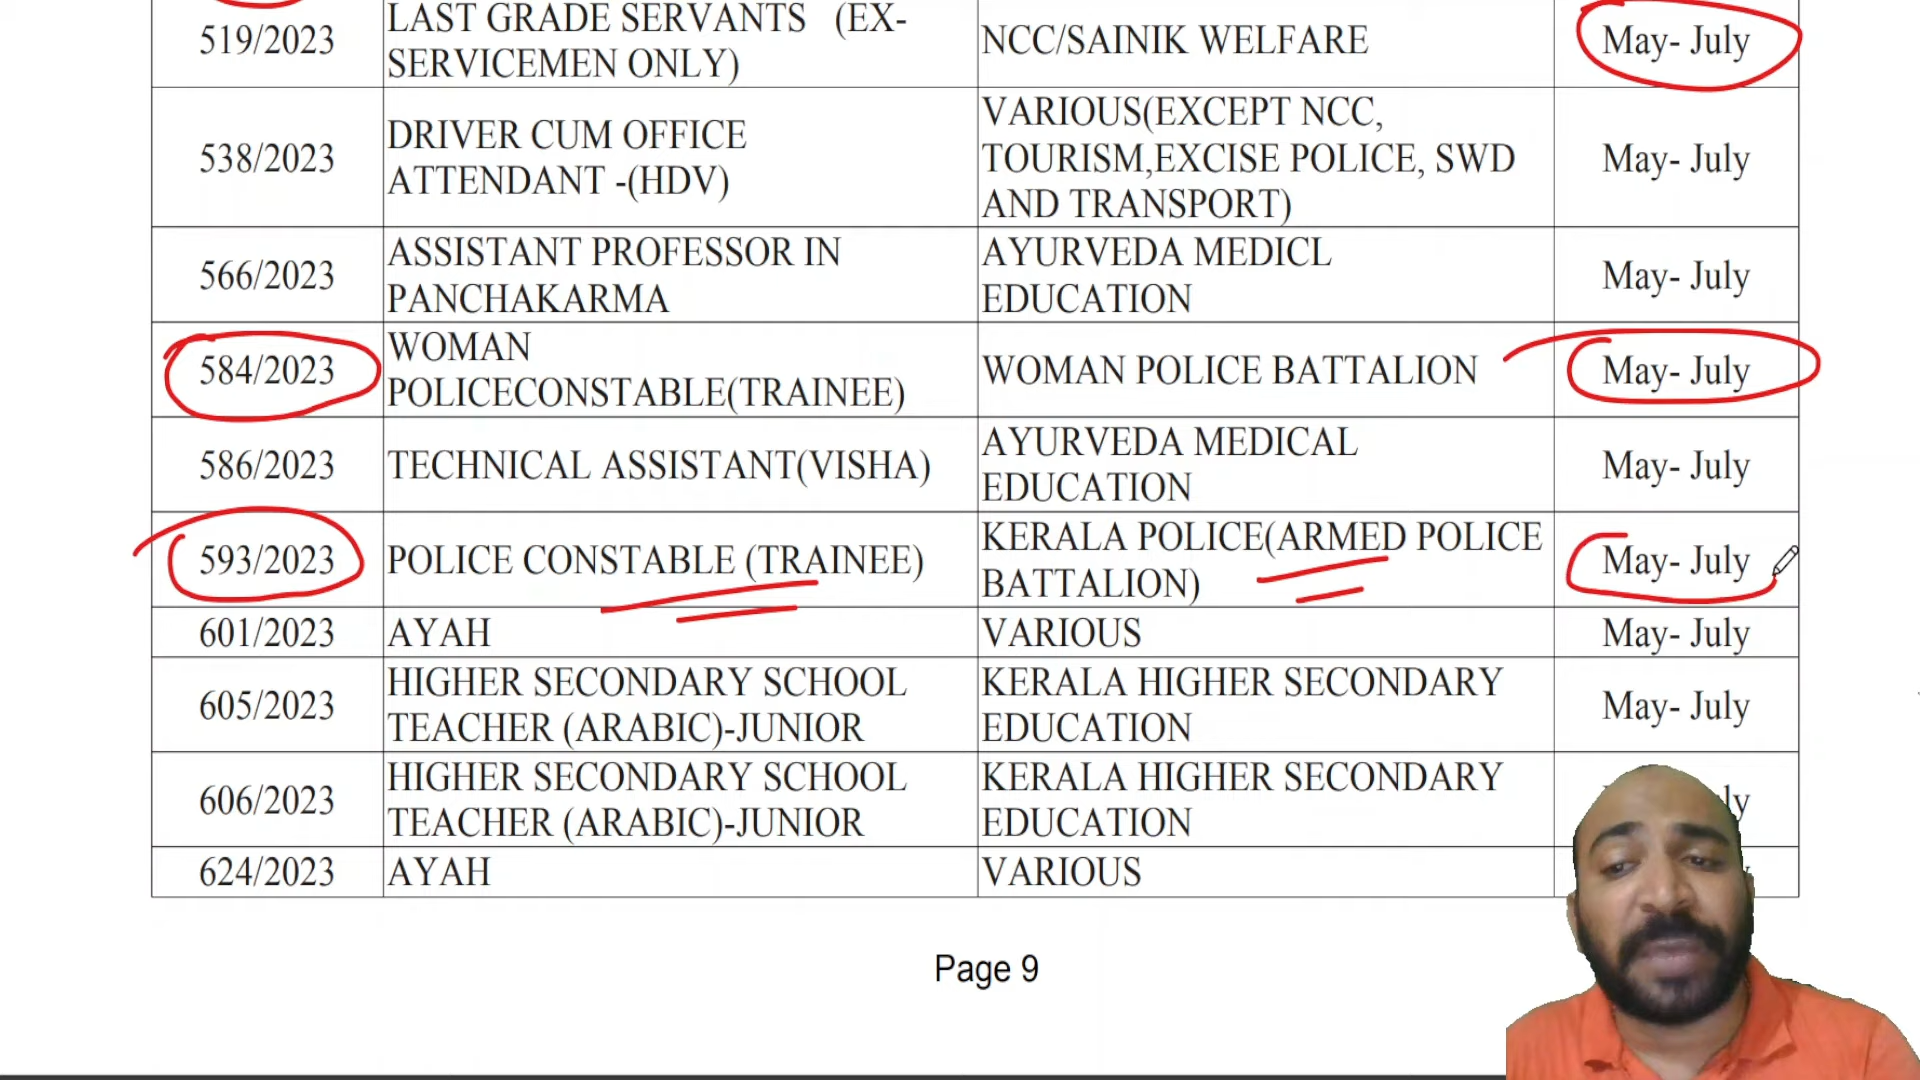 519/2023
LAST GRADE SERVANTS (EX-
SERVICEMEN ONLY)
NCC/SAINIK WELFARE
May- July
538/2023
DRIVER CUM OFFICE
ATTENDANT -(HDV)
VARIOUS(EXCEPT NCC,
TOURISM,EXCISE POLICE, SWD
AND TRANSPORT)
May- July
566/2023
ASSISTANT PROFESSOR IN
PANCHAKARMA
AYURVEDA MEDICL
EDUCATION
May- July
584/2023
WOMAN
POLICECONSTABLE(TRAINEE)
WOMAN POLICE BATTALION
May- July
586/2023
TECHNICAL ASSISTANT(VISHA)
AYURVEDA MEDICAL
EDUCATION
May- July
593/2023
POLICE CONSTABLE (TRAINEE)
KERALA POLICE(ARMED POLICE
BATTALION)
May- July
601/2023
AYAH
VARIOUS
May- July
605/2023
HIGHER SECONDARY SCHOOL
TEACHER (ARABIC)-JUNIOR
KERALA HIGHER SECONDARY
EDUCATION
May- July
606/2023
HIGHER SECONDARY SCHOOL
TEACHER (ARABIC)-JUNIOR
KERALA HIGHER SECONDARY
EDUCATION
624/2023
AYAH
VARIOUS
Page 9